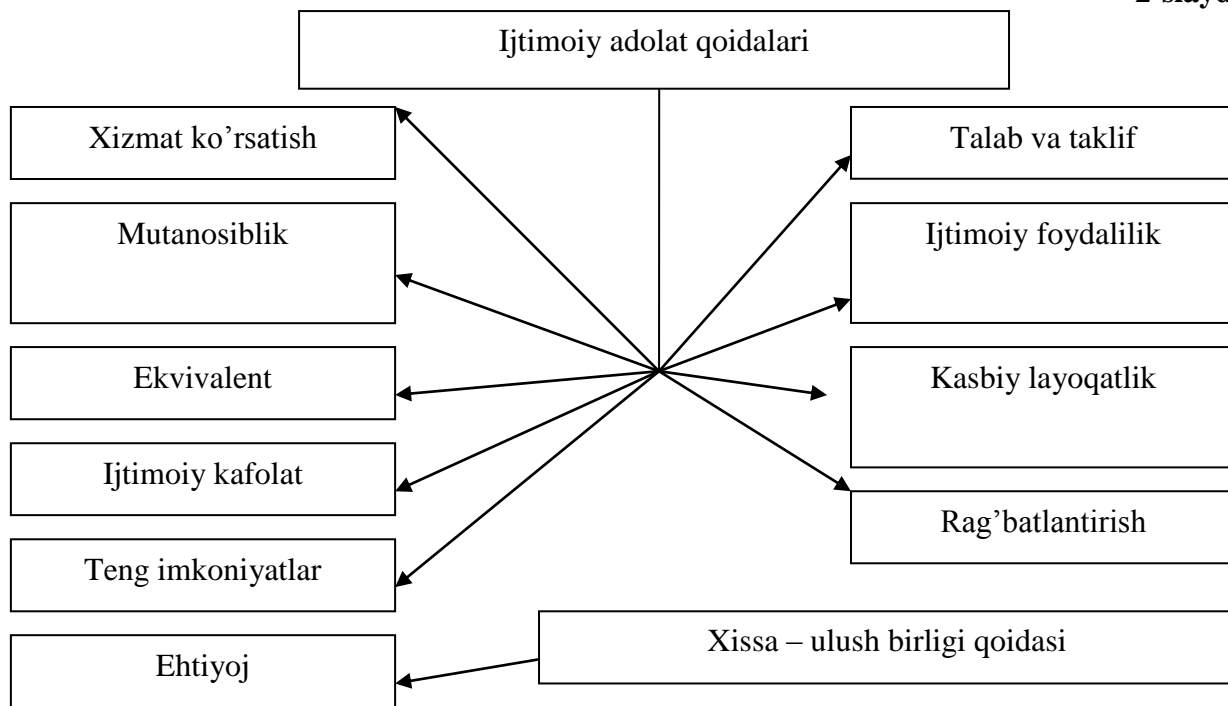 2-slayd
Ijtimoiy adolat qoidalari
Xizmat ko’rsatish
Talab va taklif
Mutanosiblik
Ijtimoiy foydalilik
Ekvivalent
Kasbiy layoqatlik
Ijtimoiy kafolat
Rag’batlantirish
Teng imkoniyatlar
Xissa – ulush birligi qoidasi
Ehtiyoj